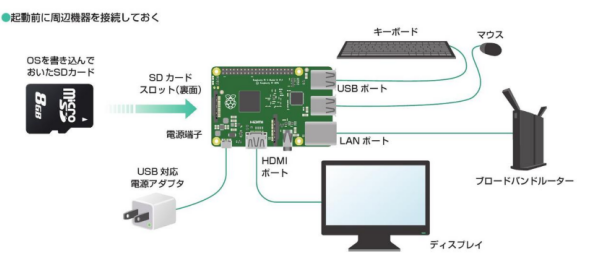 ●起動前に周辺機器を接続しておく
キーボード
マウス
OSを書き込んで
おいたSDカード
SD カード
スロット(裏面)
USB ポート
micro
SD
8GB
電源端子
LAN ポート
HDMI
ポート
USB 対応
電源アダプタ
ブロードバンドルーター
ディスプレイ